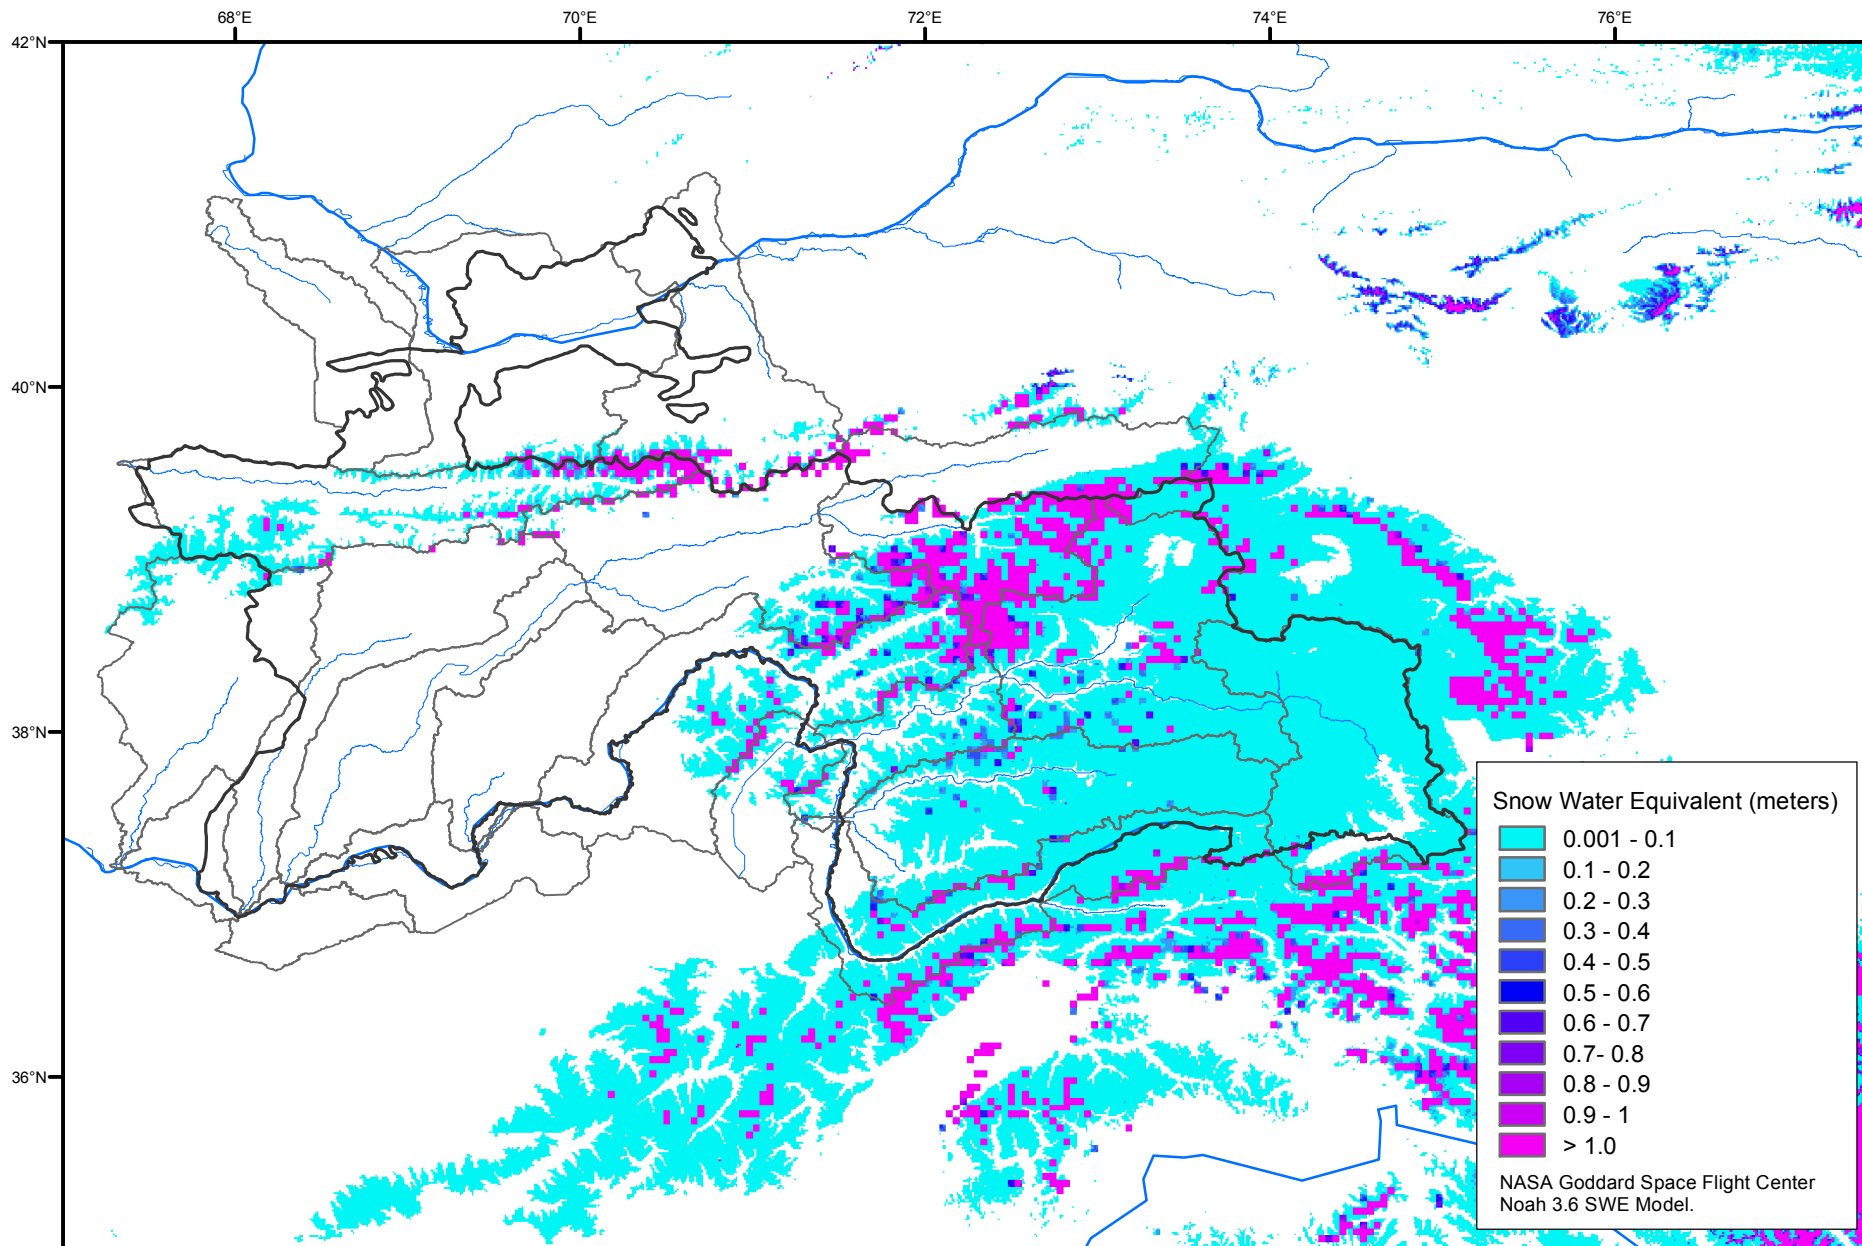 68°E
70°E
72°E
74°E
76°E
42°N
40°N
38°N
36°N
Snow Water Equivalent (meters)
0.001 - 0.1
0.1 - 0.2
0.2 - 0.3
0.3 - 0.4
0.4 - 0.5
0.5 - 0.6
0.6 - 0.7
0.7- 0.8
0.8 - 0.9
0.9 - 1
> 1.0
NASA Goddard Space Flight Center
Noah 3.6 SWE Model.